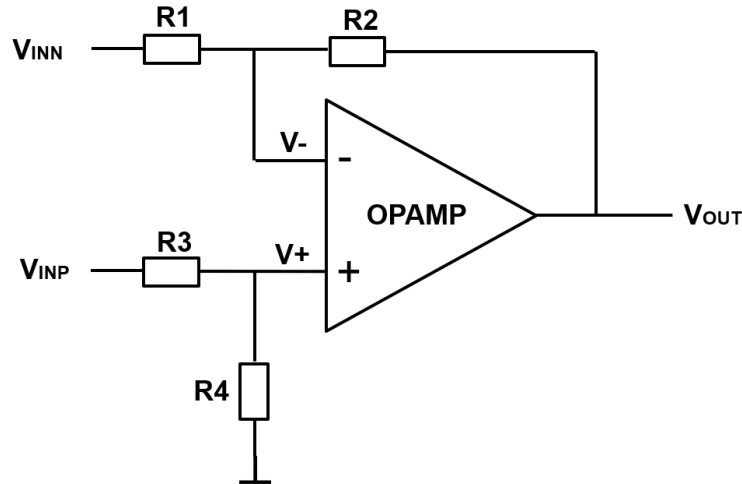 R1
R2
VINN
V-
-
OPAMP
VOUT
R3
V+
+
VINP
R4